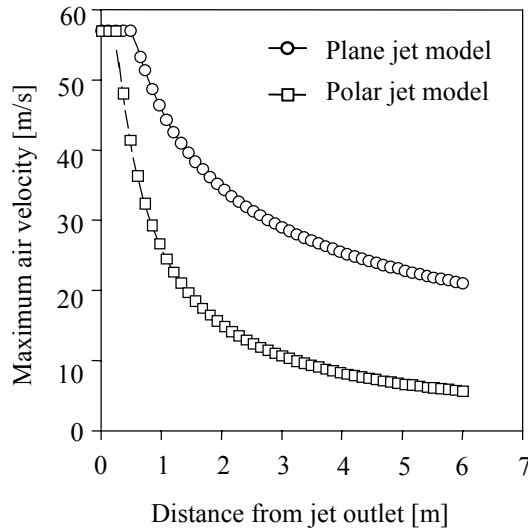 60
50
40
30
20
10
0
Maximum air velocity [m/s]
Plane jet model
Polar jet model
0 1 2 3 4 5 6 7
Distance from jet outlet [m]